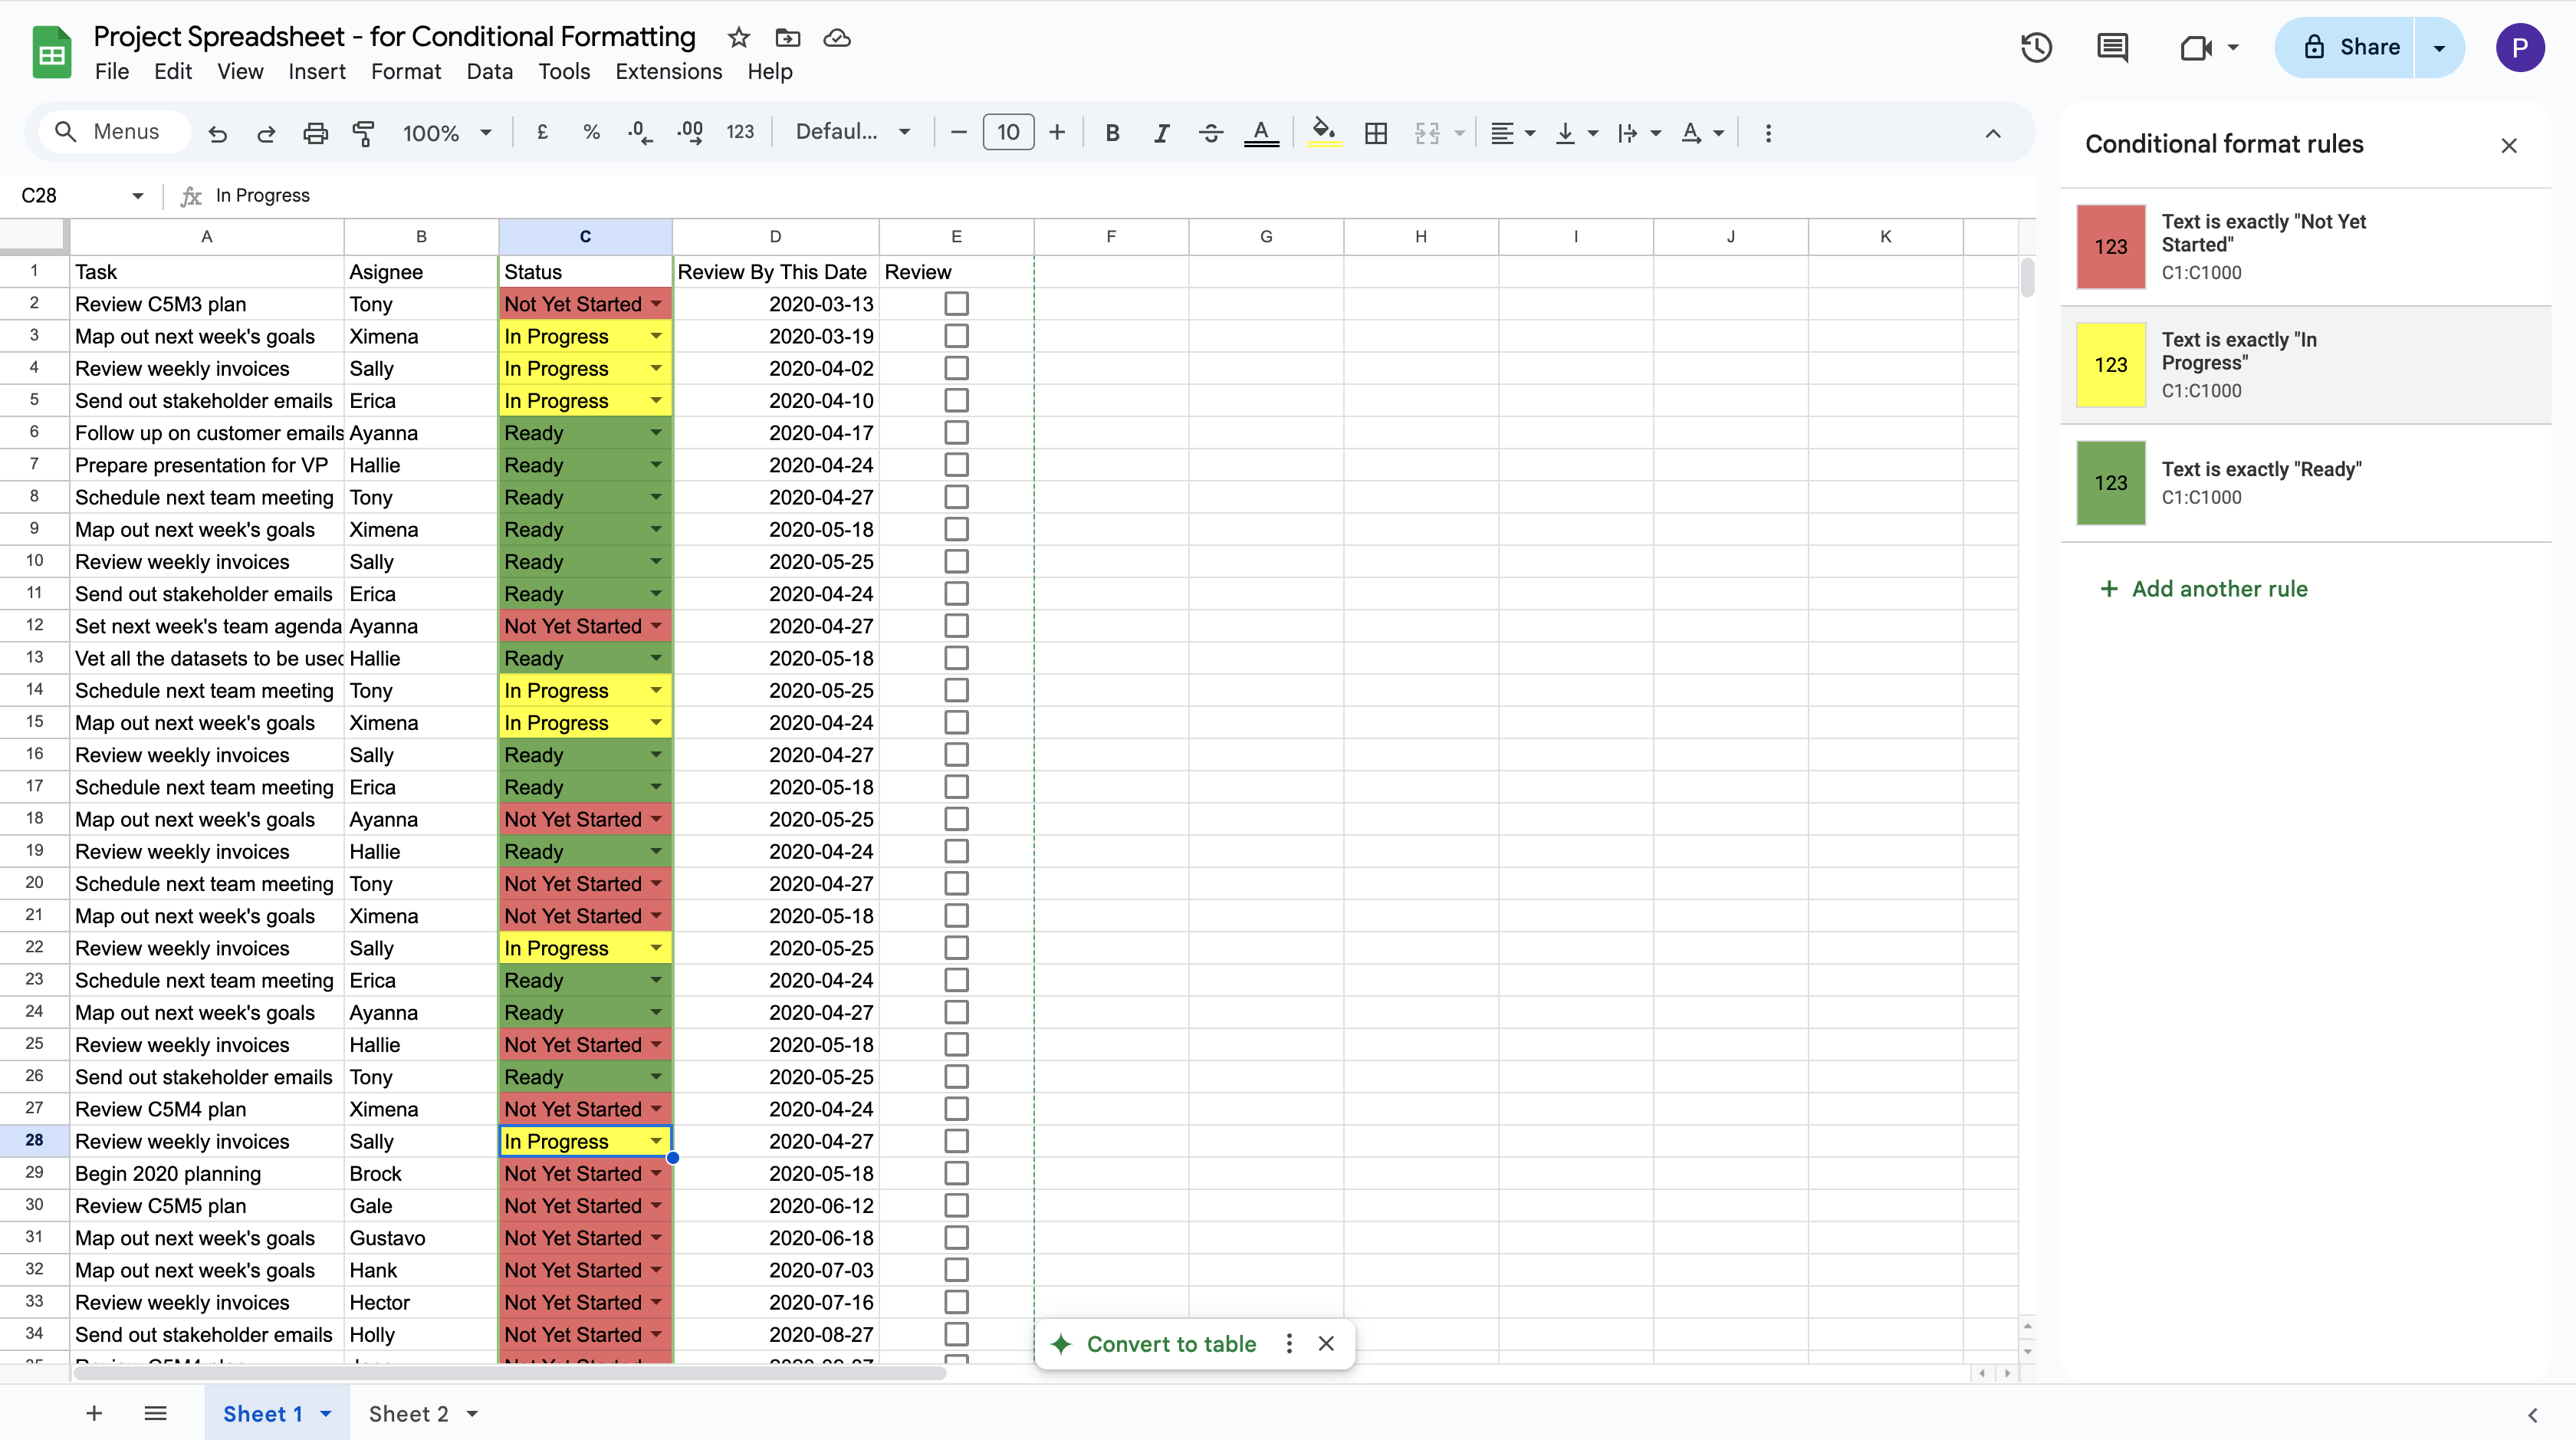 Project Spreadsheet - for Conditional Formatting
File Edit View Insert Format Data Tools Extensions Help
Share
P
Menus 100% £ % .0 .00 123 Defaul... 10 B I A A
C28 fx In Progress
A B C D E F G H I J K
1 Task Asignee Status Review By This Date Review
2 Review C5M3 plan Tony Not Yet Started 2020-03-13
3 Map out next week's goals Ximena In Progress 2020-03-19
4 Review weekly invoices Sally In Progress 2020-04-02
5 Send out stakeholder emails Erica In Progress 2020-04-10
6 Follow up on customer emails Ayanna Ready 2020-04-17
7 Prepare presentation for VP Hallie Ready 2020-04-24
8 Schedule next team meeting Tony Ready 2020-04-27
9 Map out next week's goals Ximena Ready 2020-05-18
10 Review weekly invoices Sally Ready 2020-05-25
11 Send out stakeholder emails Erica Ready 2020-04-24
12 Set next week's team agenda Ayanna Not Yet Started 2020-04-27
13 Vet all the datasets to be used Hallie Ready 2020-05-18
14 Schedule next team meeting Tony In Progress 2020-05-25
15 Map out next week's goals Ximena In Progress 2020-04-24
16 Review weekly invoices Sally Ready 2020-04-27
17 Schedule next team meeting Erica Ready 2020-05-18
18 Map out next week's goals Ayanna Not Yet Started 2020-05-25
19 Review weekly invoices Hallie Ready 2020-04-24
20 Schedule next team meeting Tony Not Yet Started 2020-04-27
21 Map out next week's goals Ximena Not Yet Started 2020-05-18
22 Review weekly invoices Sally In Progress 2020-05-25
23 Schedule next team meeting Erica Ready 2020-04-24
24 Map out next week's goals Ayanna Ready 2020-04-27
25 Review weekly invoices Hallie Not Yet Started 2020-05-18
26 Send out stakeholder emails Tony Ready 2020-05-25
27 Review C5M4 plan Ximena Not Yet Started 2020-04-24
28 Review weekly invoices Sally In Progress 2020-04-27
29 Begin 2020 planning Brock Not Yet Started 2020-05-18
30 Review C5M5 plan Gale Not Yet Started 2020-06-12
31 Map out next week's goals Gustavo Not Yet Started 2020-06-18
32 Map out next week's goals Hank Not Yet Started 2020-07-03
33 Review weekly invoices Hector Not Yet Started 2020-07-16
34 Send out stakeholder emails Holly Not Yet Started 2020-08-27
Convert to table
Sheet 1 Sheet 2
Conditional format rules
123
Text is exactly "Not Yet
Started"
C1:C1000
123
Text is exactly "In
Progress"
C1:C1000
123
Text is exactly "Ready"
C1:C1000
+ Add another rule